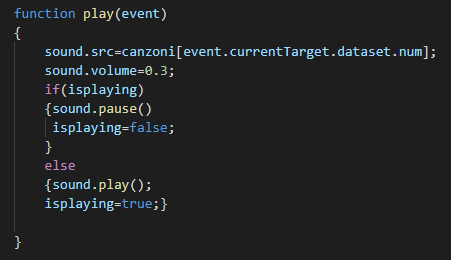 function play(event)
{
sound.src=canzoni[event.currentTarget.dataset.num];
sound.volume=0.3;
if(isplaying)
{sound.pause()
isplaying=false;
}
else
{sound.play();
isplaying=true;}
}